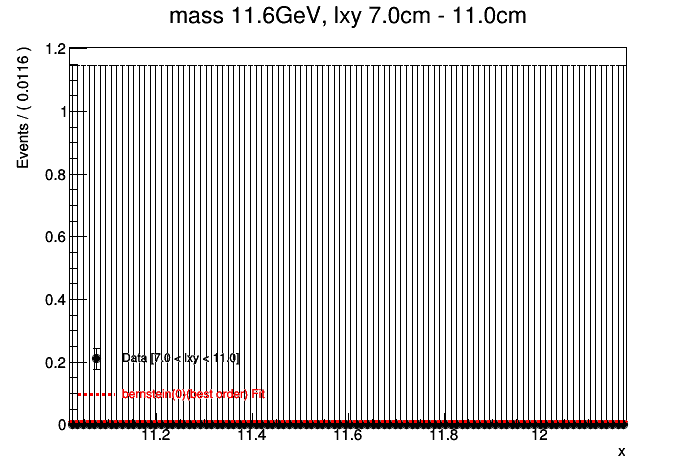 mass 11.6GeV, lxy 7.0cm - 11.0cm
Events / ( 0.0116 )
1.2
1
0.8
0.6
0.4
0.2
0
Data [7.0 < lxy < 11.0]
bernstein(0)(best order) Fit
11.2 11.4 11.6 11.8 12
x